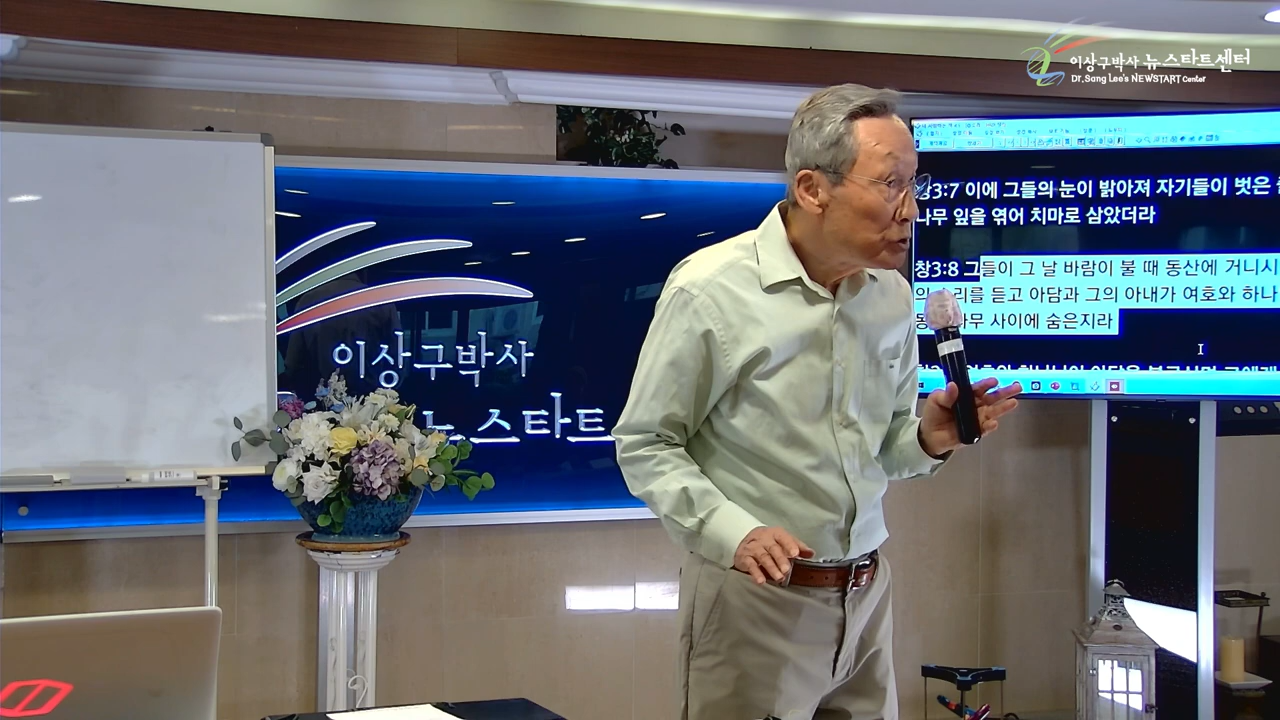 이상구박사 뉴스타트센터
Dr. Sang Lee's NEWSTART Center
창3:7 이에 그들의 눈이 밝아져 자기들이 벗은
나무 잎을 엮어 치마로 삼았더라
창3:8 그들이 그 날 바람이 불 때 동산에 거니시
의 소리를 듣고 아담과 그의 아내가 여호와 하나
나무 사이에 숨은지라
이상구박사
뉴스타트